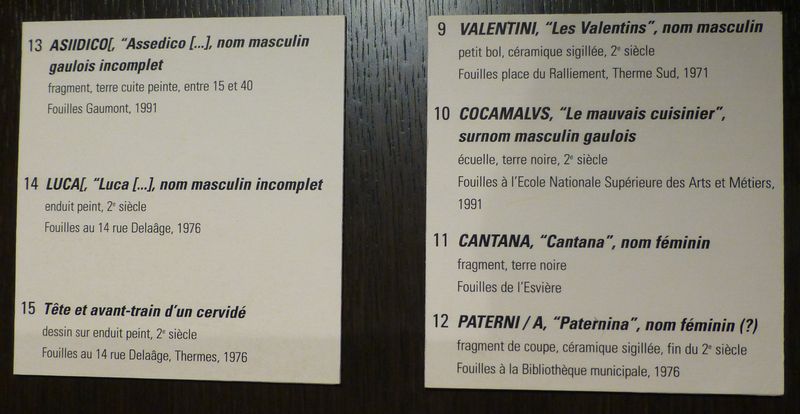 13 ASIIDICO[, “Assedico [...], nom masculin
gaulois incomplet
fragment, terre cuite peinte, entre 15 et 40
Fouilles Gaumont, 1991
14 LUCA[, “Luca [...], nom masculin incomplet
enduit peint, 2e siècle
Fouilles au 14 rue Delaâge, 1976
15 Tête et avant-train d’un cervidé
dessin sur enduit peint, 2e siècle
Fouilles au 14 rue Delaâge, Thermes, 1976
9 VALENTINI, “Les Valentins”, nom masculin
petit bol, céramique sigillée, 2e siècle
Fouilles place du Ralliement, Therme Sud, 1971
10 COCAMALVS, “Le mauvais cuisinier”,
surnom masculin gaulois
écuelle, terre noire, 2e siècle
Fouilles à l’Ecole Nationale Supérieure des Arts et Métiers,
1991
11 CANTANA, “Cantana”, nom féminin
fragment, terre noire
Fouilles de l’Esvière
12 PATERNI / A, “Paternina”, nom féminin (?)
fragment de coupe, céramique sigillée, fin du 2e siècle
Fouilles à la Bibliothèque municipale, 1976